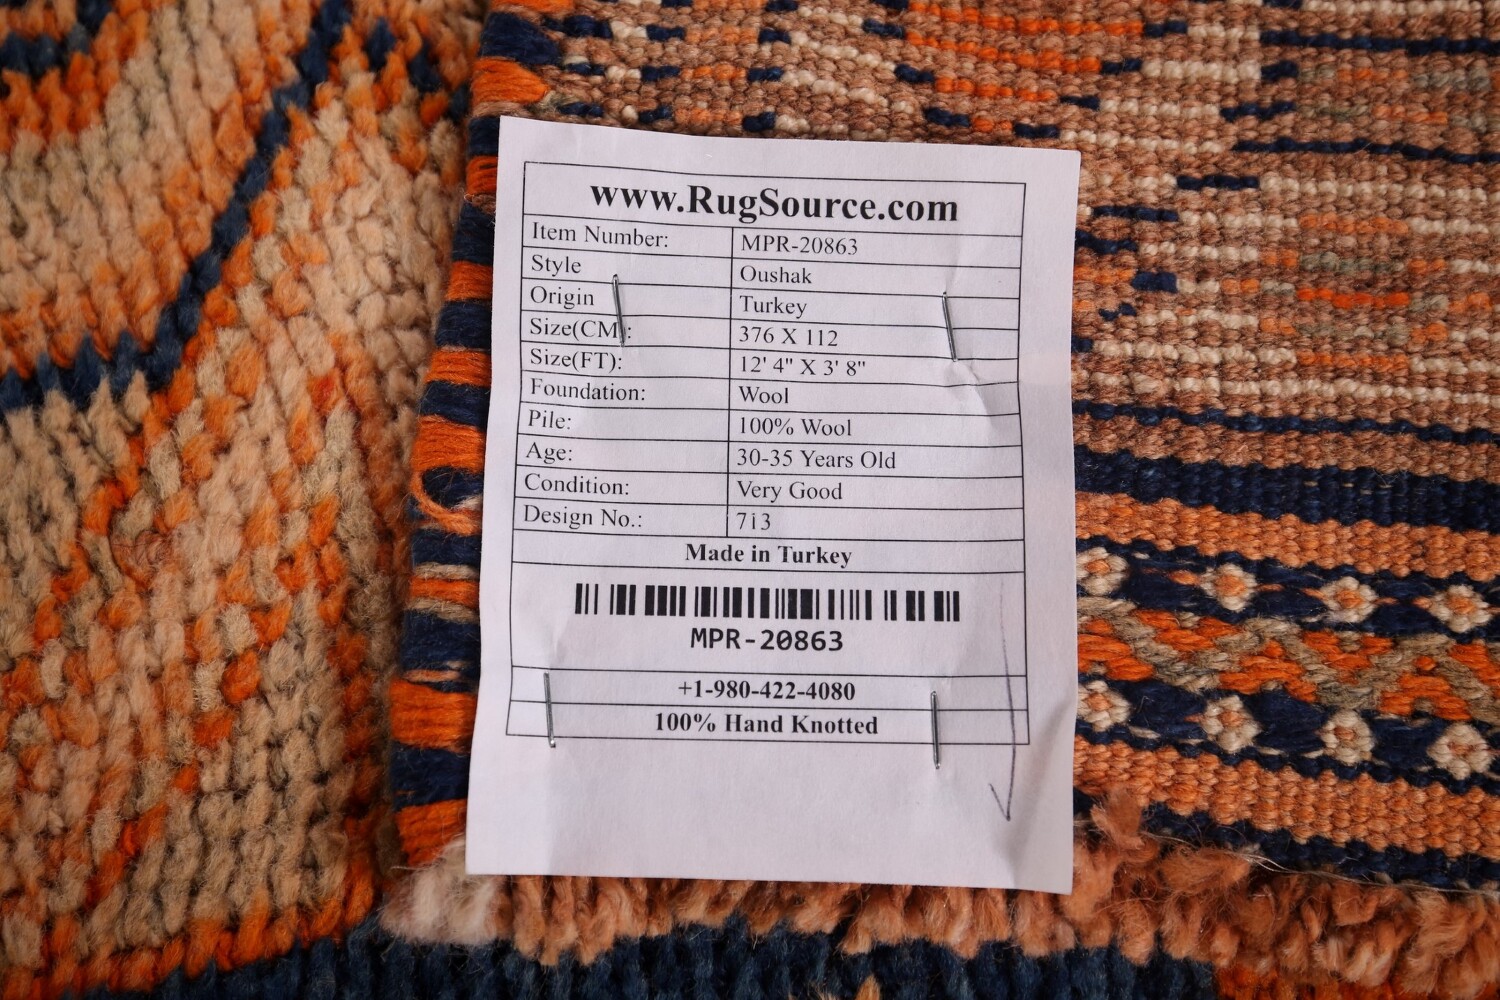 www.RugSource.com
Item Number: MPR-20863
Style Oushak
Origin Turkey
Size(CM): 376 X 112
Size(FT): 12' 4" X 3' 8"
Foundation: Wool
Pile: 100% Wool
Age: 30-35 Years Old
Condition: Very Good
Design No.: 713
Made in Turkey
MPR-20863
+1-980-422-4080
100% Hand Knotted